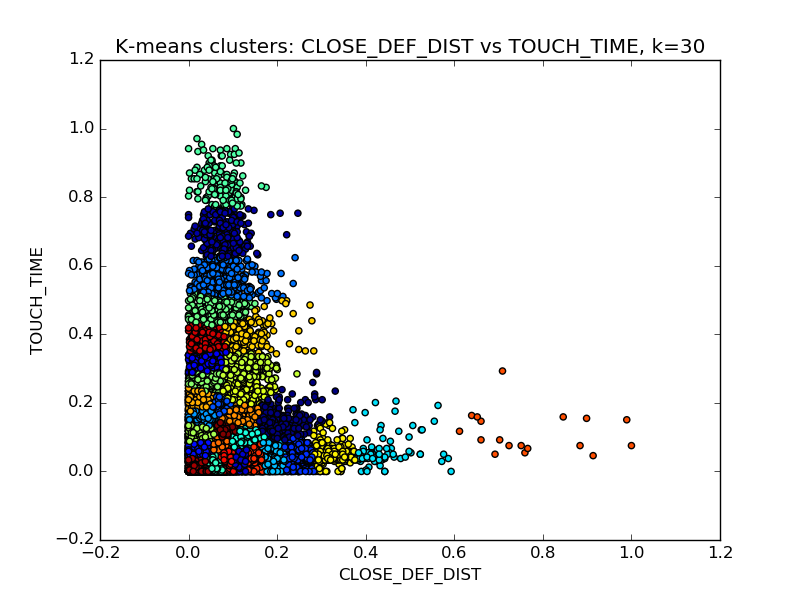 K-means clusters: CLOSE_DEF_DIST vs TOUCH_TIME, k=30
1.2
1.0
0.8
0.6
0.4
0.2
0.0
−0.2
TOUCH_TIME
−0.2 0.0 0.2 0.4 0.6 0.8 1.0 1.2
CLOSE_DEF_DIST